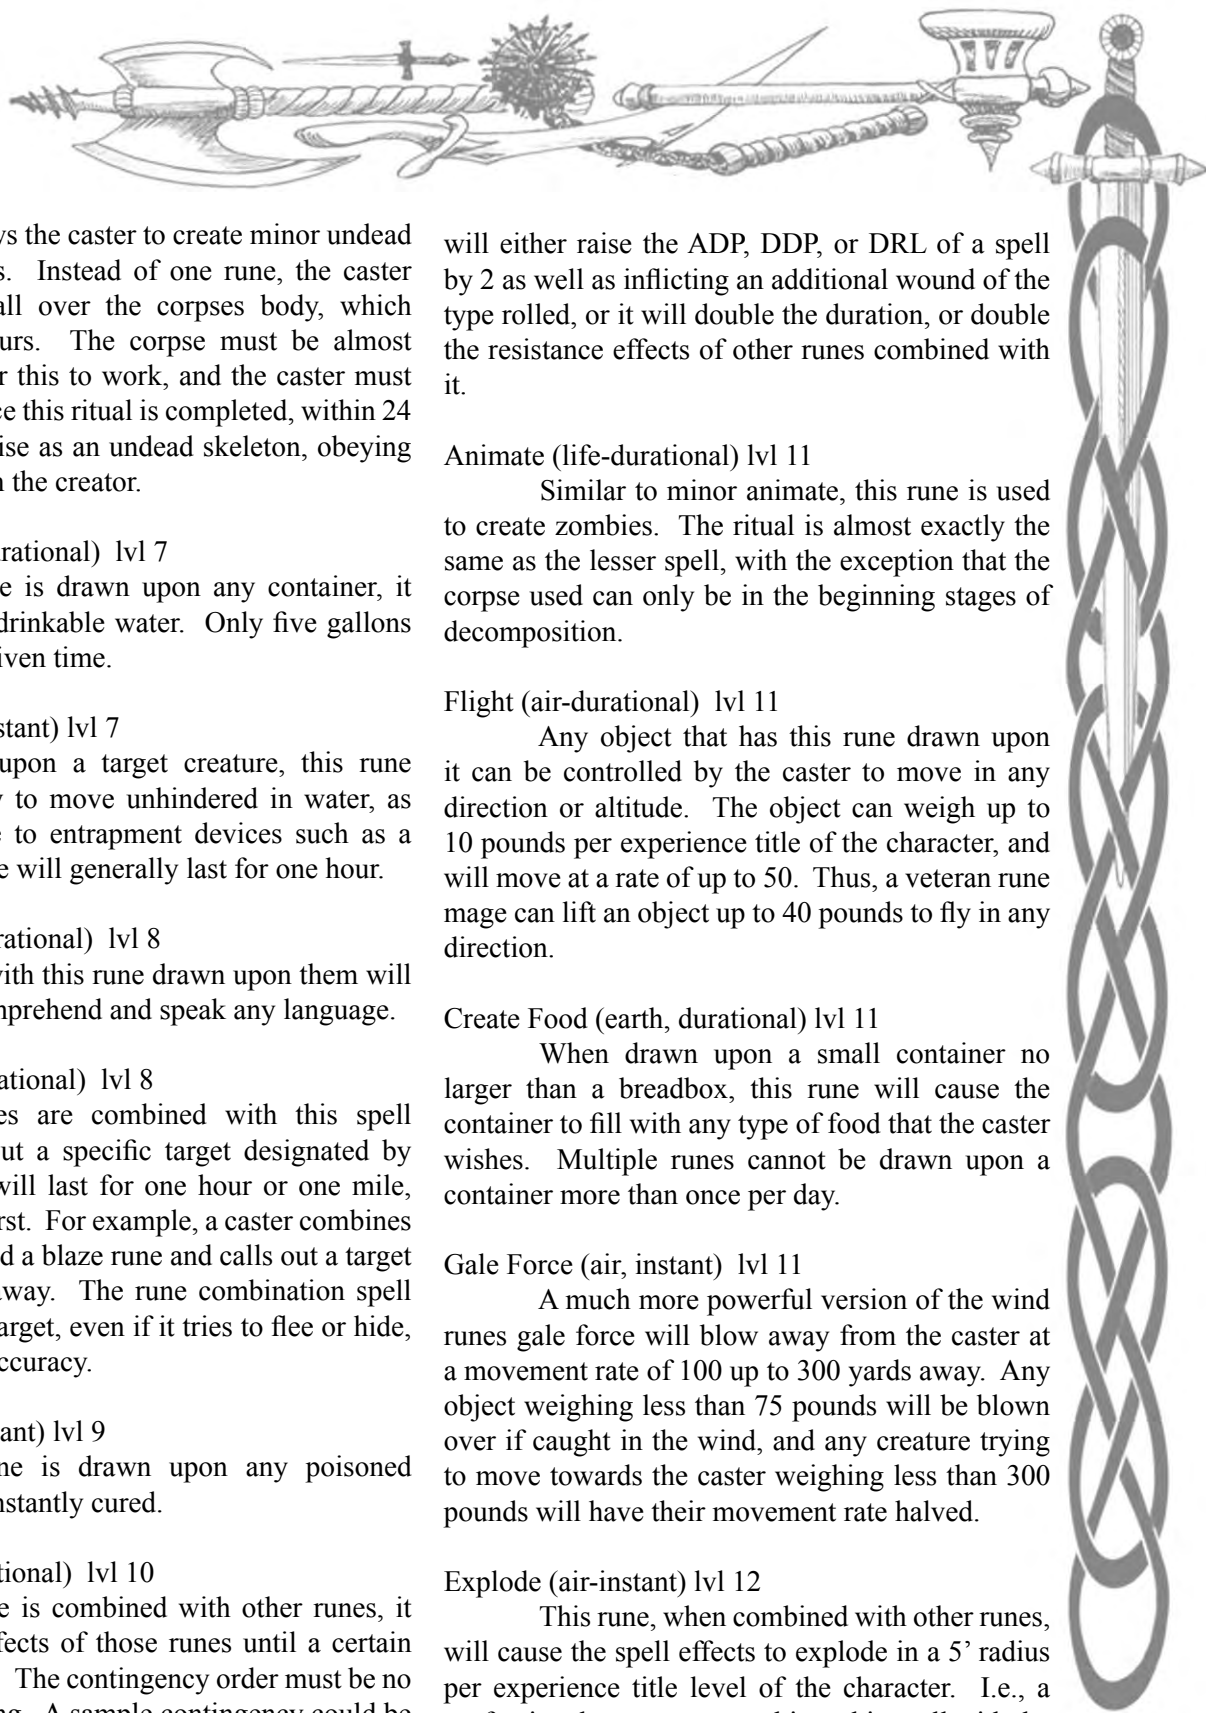 ys the caster to create minor undead
s. Instead of one rune, the caster
all over the corpses body, which
urs. The corpse must be almost
r this to work, and the caster must
ce this ritual is completed, within 24
ise as an undead skeleton, obeying
n the creator.
urational) lvl 7
e is drawn upon any container, it
drinkable water. Only five gallons
iven time.
stant) lvl 7
upon a target creature, this rune
y to move unhindered in water, as
e to entrapment devices such as a
e will generally last for one hour.
rational) lvl 8
with this rune drawn upon them will
mprehend and speak any language.
ational) lvl 8
es are combined with this spell
ut a specific target designated by
will last for one hour or one mile,
rst. For example, a caster combines
d a blaze rune and calls out a target
away. The rune combination spell
arget, even if it tries to flee or hide,
ccuracy.
ant) lvl 9
ne is drawn upon any poisoned
nstantly cured.
tional) lvl 10
e is combined with other runes, it
ffects of those runes until a certain
The contingency order must be no
ng. A sample contingency could be
will either raise the ADP, DDP, or DRL of a spell
by 2 as well as inflicting an additional wound of the
type rolled, or it will double the duration, or double
the resistance effects of other runes combined with
it.
Animate (life-durational) lvl 11
Similar to minor animate, this rune is used
to create zombies. The ritual is almost exactly the
same as the lesser spell, with the exception that the
corpse used can only be in the beginning stages of
decomposition.
Flight (air-durational) lvl 11
Any object that has this rune drawn upon
it can be controlled by the caster to move in any
direction or altitude. The object can weigh up to
10 pounds per experience title of the character, and
will move at a rate of up to 50. Thus, a veteran rune
mage can lift an object up to 40 pounds to fly in any
direction.
Create Food (earth, durational) lvl 11
When drawn upon a small container no
larger than a breadbox, this rune will cause the
container to fill with any type of food that the caster
wishes. Multiple runes cannot be drawn upon a
container more than once per day.
Gale Force (air, instant) lvl 11
A much more powerful version of the wind
runes gale force will blow away from the caster at
a movement rate of 100 up to 300 yards away. Any
object weighing less than 75 pounds will be blown
over if caught in the wind, and any creature trying
to move towards the caster weighing less than 300
pounds will have their movement rate halved.
Explode (air-instant) lvl 12
This rune, when combined with other runes,
will cause the spell effects to explode in a 5’ radius
per experience title level of the character. I.e., a